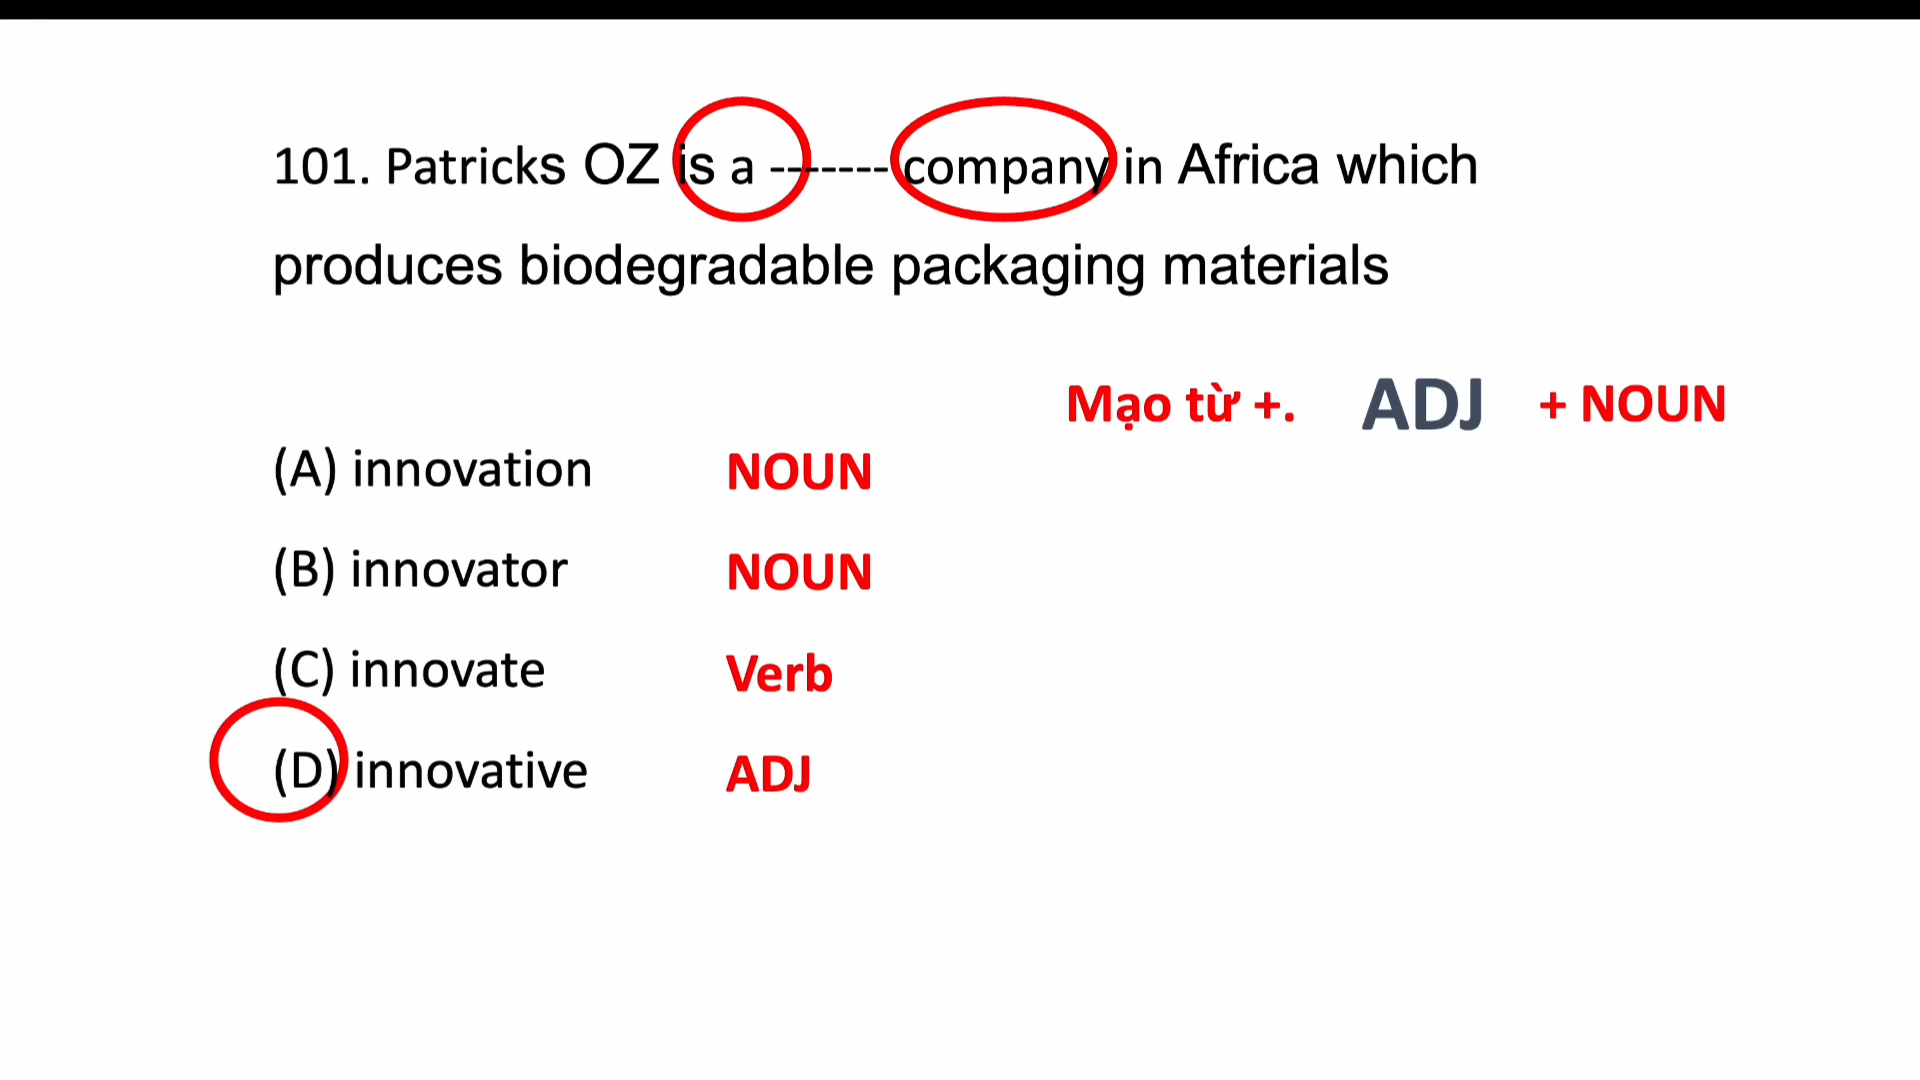 101. Patricks OZ is a ------- company in Africa which
produces biodegradable packaging materials
Mạo từ +. ADJ + NOUN
(A) innovation NOUN
(B) innovator NOUN
(C) innovate Verb
(D) innovative ADJ